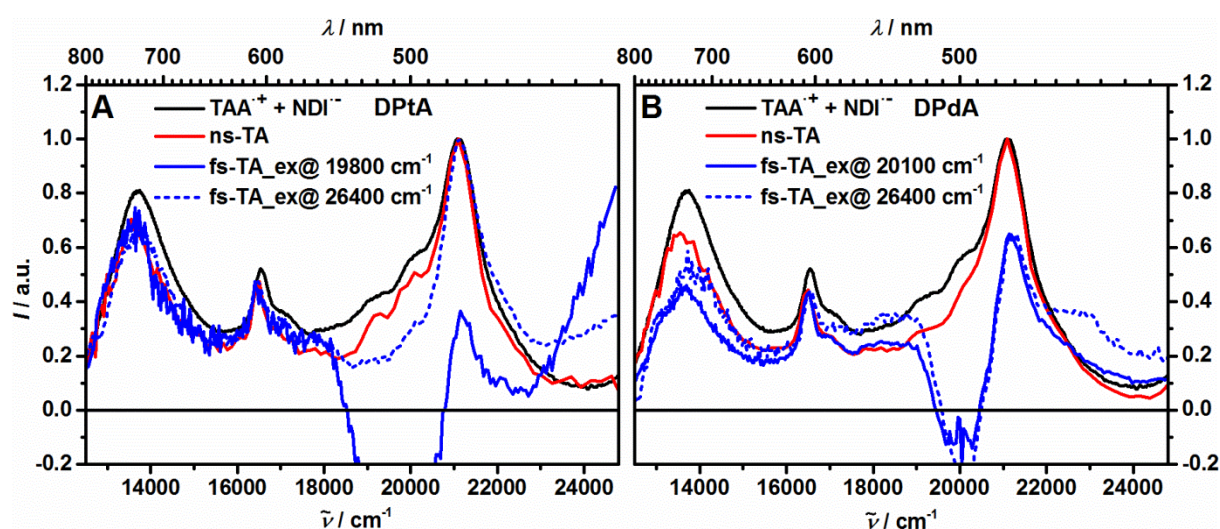 λ / nm
λ / nm
800 700 600 500
800 700 600 500
A
TAA·+ + NDI·- DPtA
ns-TA
fs-TA_ex@ 19800 cm-1
fs-TA_ex@ 26400 cm-1
B
TAA·+ + NDI·- DPdA
ns-TA
fs-TA_ex@ 20100 cm-1
fs-TA_ex@ 26400 cm-1
I / a.u.
1.2
1.0
0.8
0.6
0.4
0.2
0.0
-0.2
1.2
1.0
0.8
0.6
0.4
0.2
0.0
-0.2
14000 16000 18000 20000 22000 24000
14000 16000 18000 20000 22000 24000
ṽ / cm-1
ṽ / cm-1